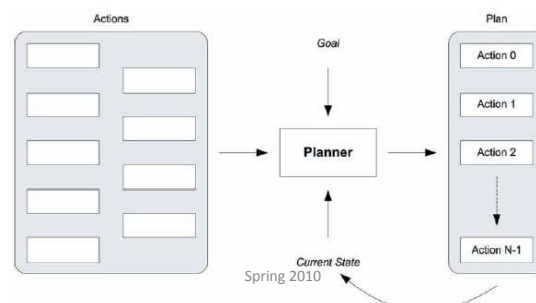 Actions
Plan
Goal
Action 0
Action 1
Planner
Action 2
Action N-1
Current State
Spring 2010